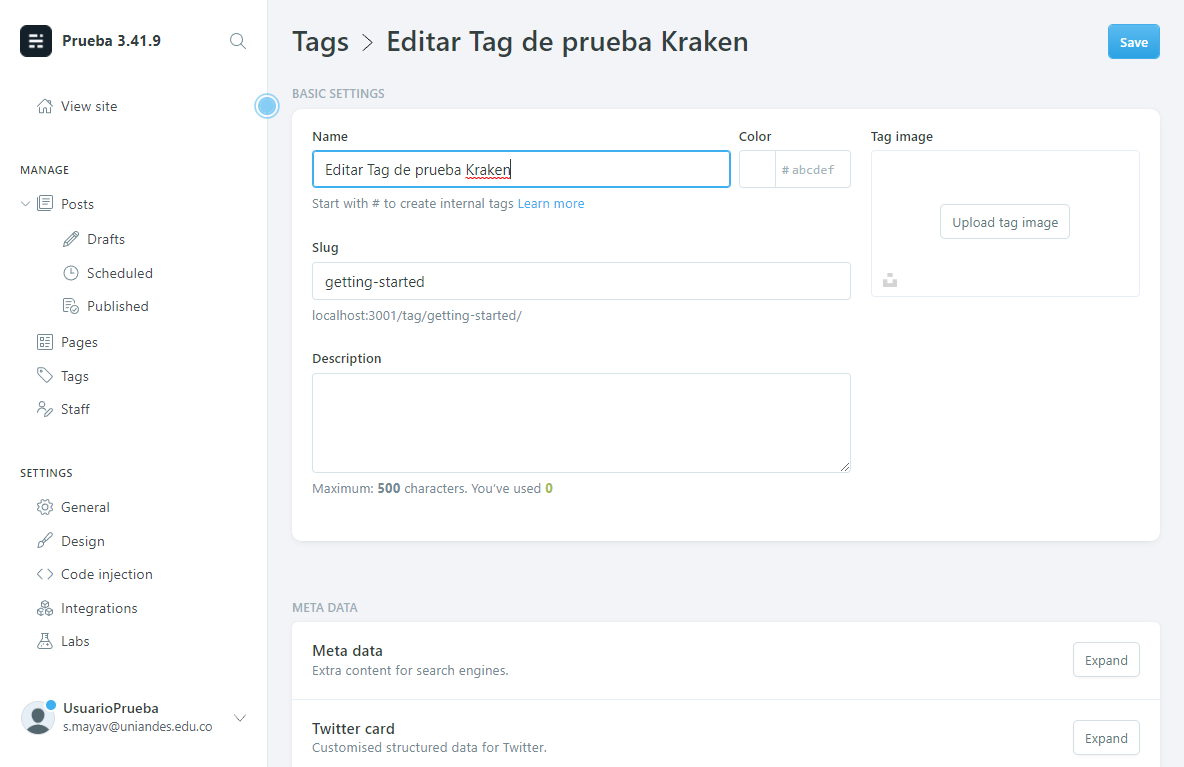 Prueba 3.41.9
View site
MANAGE
Posts
Drafts
Scheduled
Published
Pages
Tags
Staff
SETTINGS
General
Design
Code injection
Integrations
Labs
UsuarioPrueba
s.mayav@uniandes.edu.co
Tags > Editar Tag de prueba Kraken
Save
BASIC SETTINGS
Name
Editar Tag de prueba Kraken
Start with # to create internal tags Learn more
Color
# abcdef
Tag image
Upload tag image
Slug
getting-started
localhost:3001/tag/getting-started/
Description
Maximum: 500 characters. You've used 0
META DATA
Meta data
Extra content for search engines.
Expand
Twitter card
Customised structured data for Twitter.
Expand